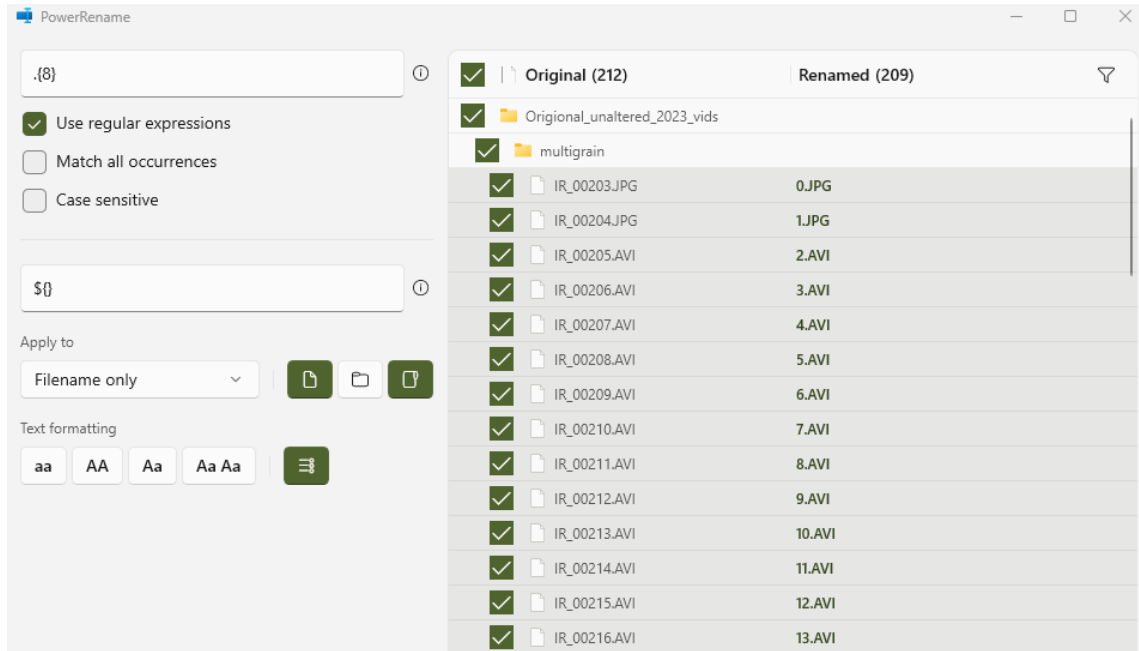 PowerRename
.{8}
Use regular expressions
Match all occurrences
Case sensitive
${}
Apply to
Filename only
Text formatting
aa AA Aa Aa Aa
Original (212) Renamed (209)
Origional_unaltered_2023_vids
multigrain
IR_00203.JPG 0.JPG
IR_00204.JPG 1.JPG
IR_00205.AVI 2.AVI
IR_00206.AVI 3.AVI
IR_00207.AVI 4.AVI
IR_00208.AVI 5.AVI
IR_00209.AVI 6.AVI
IR_00210.AVI 7.AVI
IR_00211.AVI 8.AVI
IR_00212.AVI 9.AVI
IR_00213.AVI 10.AVI
IR_00214.AVI 11.AVI
IR_00215.AVI 12.AVI
IR_00216.AVI 13.AVI